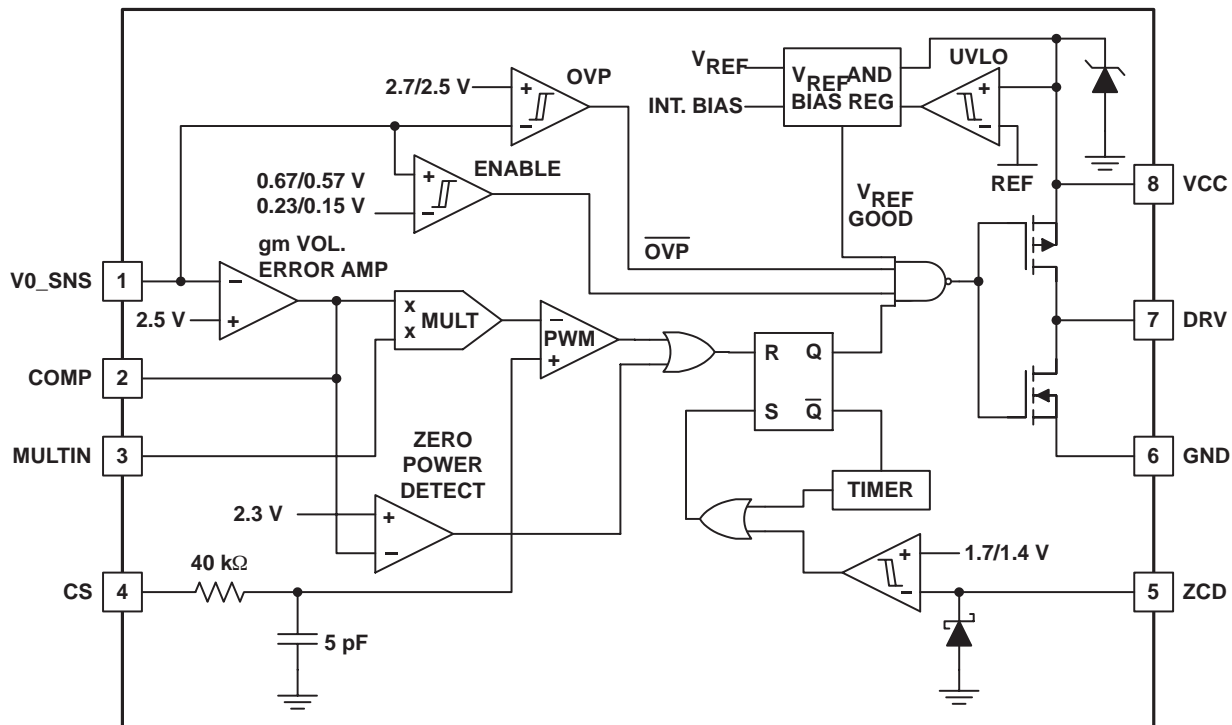 OVP
2.7/2.5 V
+
−
VREF
INT. BIAS
VREF AND
BIAS REG
UVLO
+
−
REF
ENABLE
0.67/0.57 V
0.23/0.15 V
+
−
VREF
GOOD
OVP
8
VCC
gm VOL.
ERROR AMP
V0_SNS
1
−
2.5 V
+
x
x
MULT
−
PWM
+
R
Q
S
Q
7
DRV
COMP
2
MULTIN
3
ZERO
POWER
DETECT
2.3 V
+
−
TIMER
6
GND
+
−
1.7/1.4 V
CS
4
40 kΩ
5 pF
5
ZCD